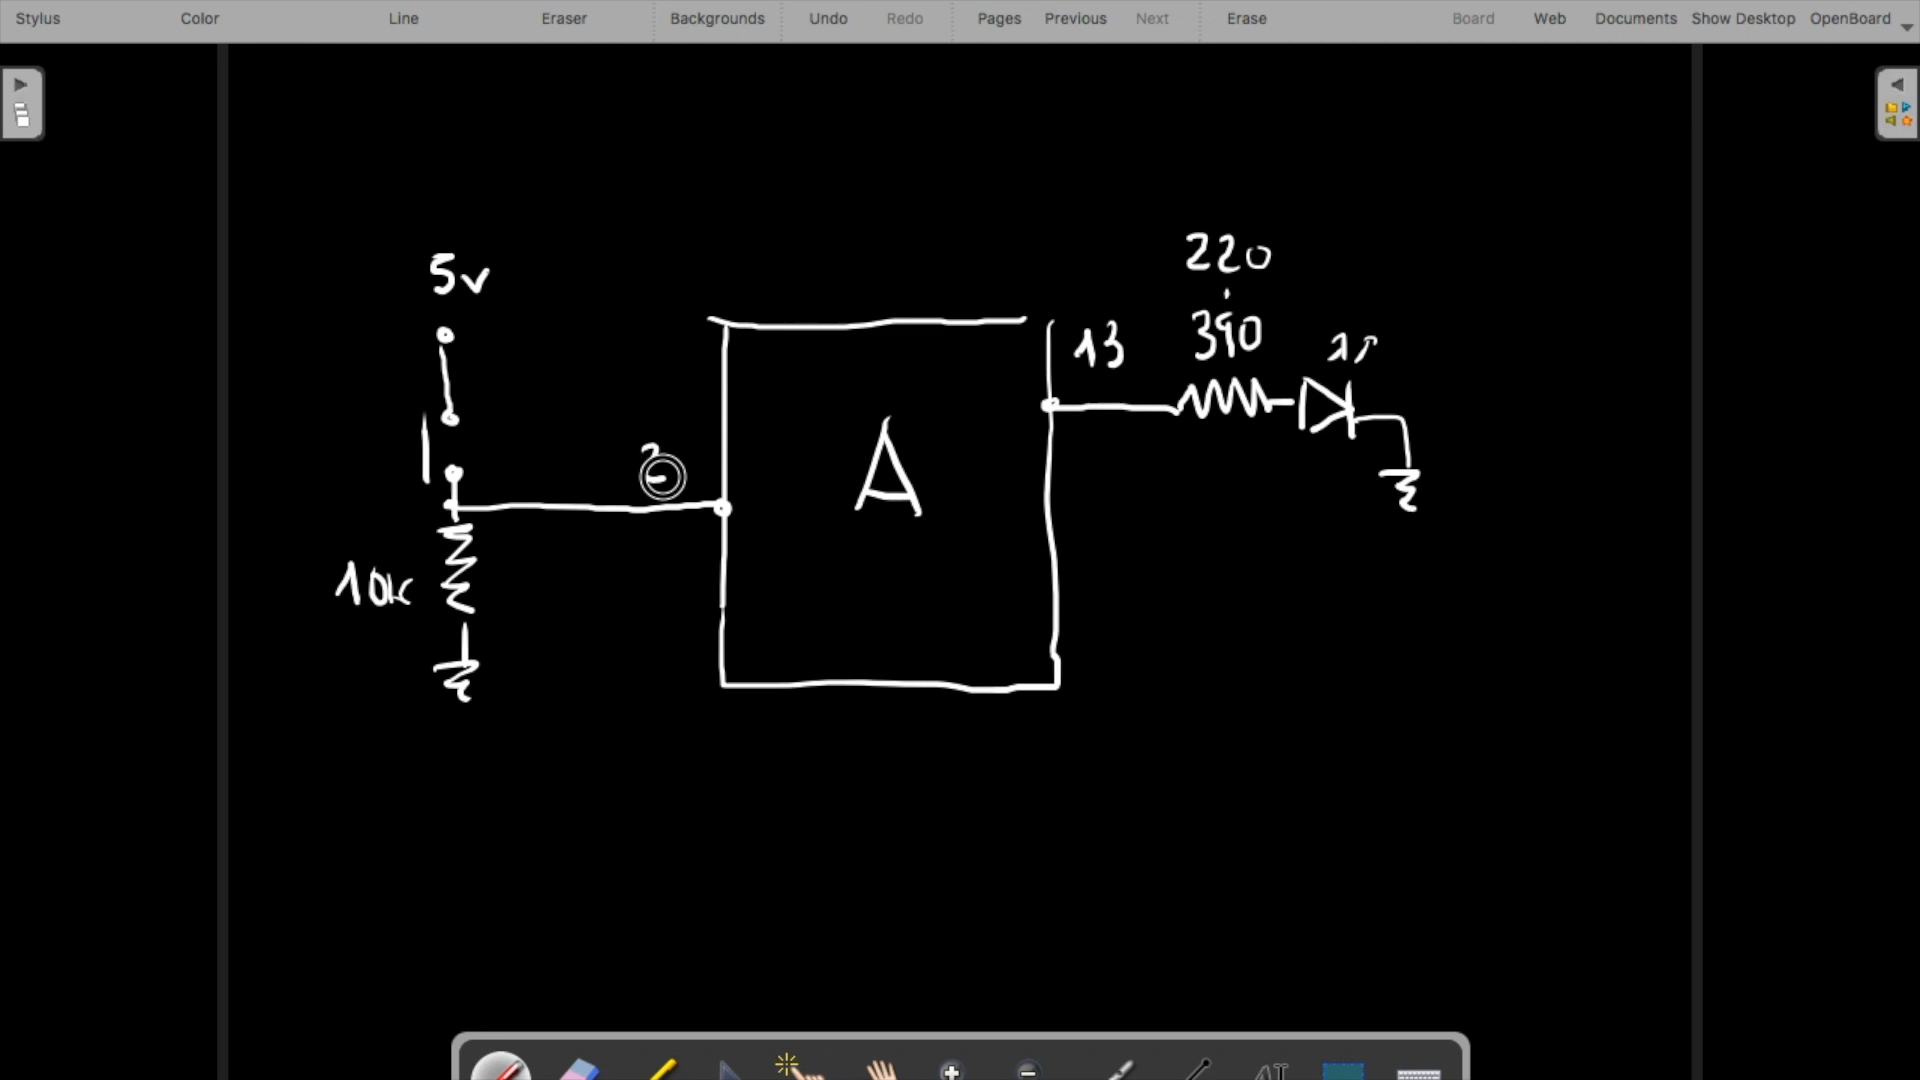 Stylus Color Line Eraser Backgrounds Undo Redo Pages Previous Next Erase Board Web Documents Show Desktop OpenBoard
220
5v
390
13
A
10k